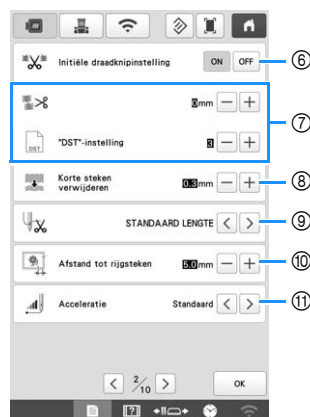 Initiële draadknipinstelling ON OFF ⑥
0mm − +
⑦
DST "DST"-instelling 3 − +
Korte steken
verwijderen 0.3mm − + ⑧
STANDAARD LENGTE < > ⑨
Afstand tot rijgsteken 5.0mm − + ⑩
Acceleratie Standaard < > ⑪
< 2/10 > OK